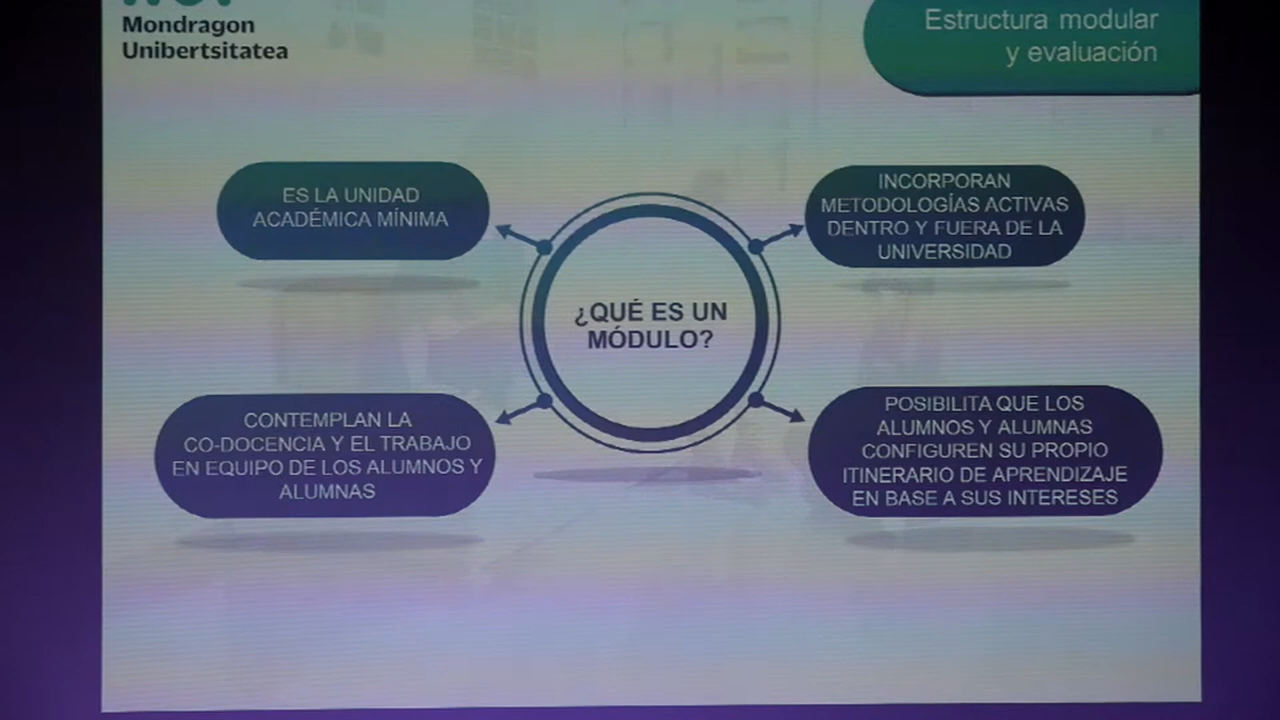 Mondragon
Unibertsitatea
Estructura modular
y evaluación
ES LA UNIDAD
ACADÉMICA MÍNIMA
INCORPORAN
METODOLOGÍAS ACTIVAS
DENTRO Y FUERA DE LA
UNIVERSIDAD
¿QUÉ ES UN
MÓDULO?
CONTEMPLAN LA
CO-DOCENCIA Y EL TRABAJO
EN EQUIPO DE LOS ALUMNOS Y
ALUMNAS
POSIBILITA QUE LOS
ALUMNOS Y ALUMNAS
CONFIGUREN SU PROPIO
ITINERARIO DE APRENDIZAJE
EN BASE A SUS INTERESES